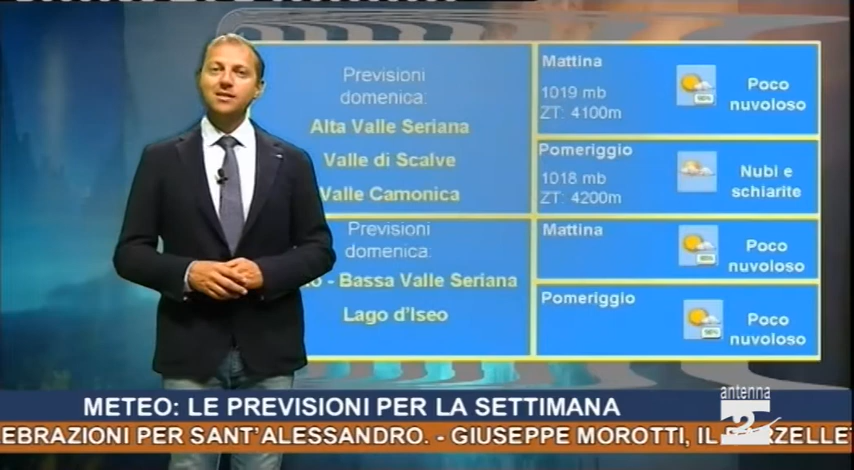 Previsioni
domenica:
Alta Valle Seriana
Valle di Scalve
Valle Camonica
Mattina
1019 mb
ZT: 4100m
Poco
nuvoloso
Pomeriggio
1018 mb
ZT: 4200m
Nubi e
schiarite
Previsioni
domenica:
- Bassa Valle Seriana
Lago d'Iseo
Mattina
Poco
nuvoloso
Pomeriggio
Poco
nuvoloso
METEO: LE PREVISIONI PER LA SETTIMANA
antenna
2
EBRAZIONI PER SANT'ALESSANDRO. - GIUSEPPE MOROTTI, IL